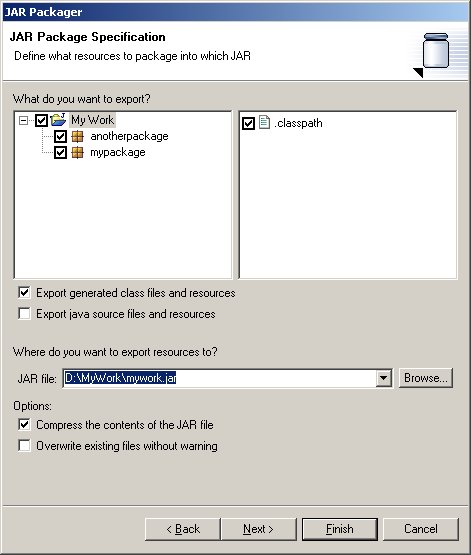 JAR Packager
JAR Package Specification
Define what resources to package into which JAR
What do you want to export?
My Work
anotherpackage
mypackage
.classpath
Export generated class files and resources
Export java source files and resources
Where do you want to export resources to?
JAR file: D:\MyWork\mywork.jar Browse...
Options:
Compress the contents of the JAR file
Overwrite existing files without warning
< Back Next > Finish Cancel